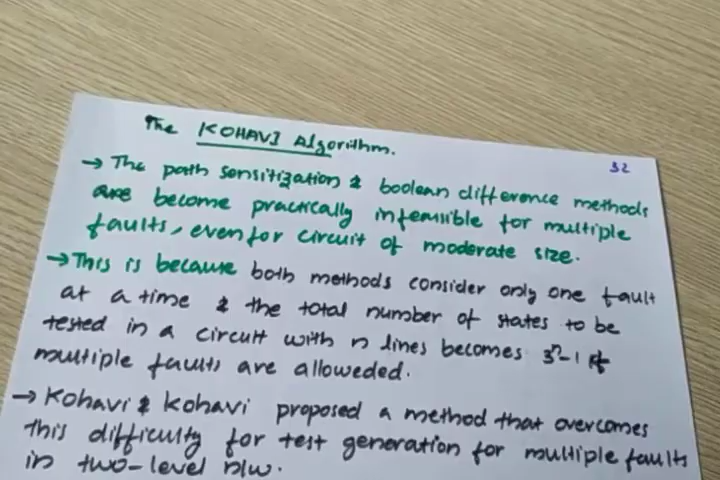 The KOHAVI Algorithm.
32
→ The path sensitization & boolean difference methods
are become practically infeasible for multiple
faults, even for circuit of moderate size.
→ This is because both methods consider only one fault
at a time & the total number of states to be
tested in a circuit with n lines becomes 3ⁿ-1 if
multiple faults are alloweded.
→ Kohavi & kohavi proposed a method that overcomes
this difficulty for test generation for multiple faults
in two-level n/w.